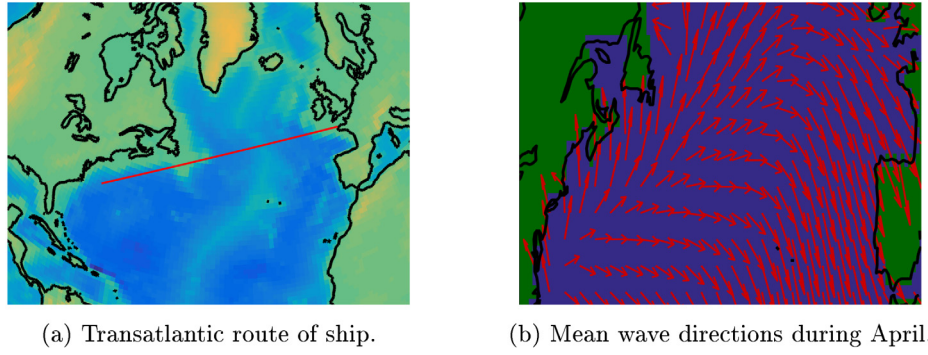 (a) Transatlantic route of ship.
(b) Mean wave directions during April.